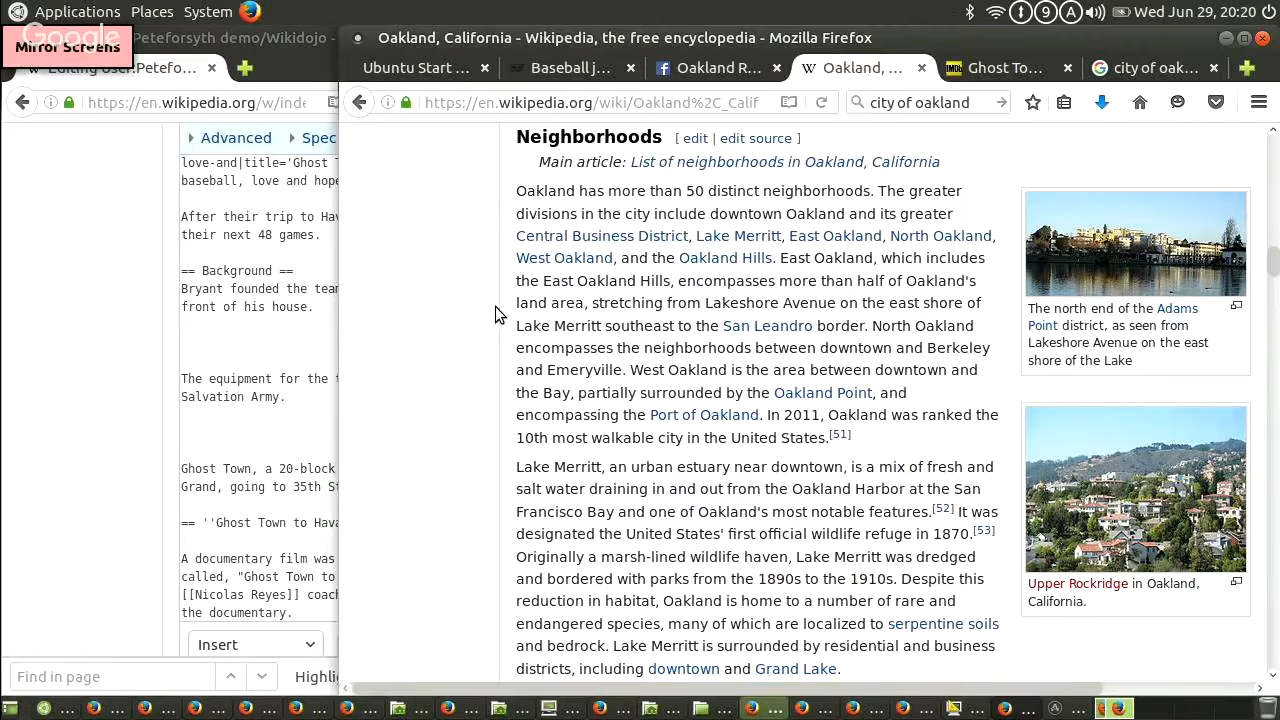 Applications Places System
Wed Jun 29, 20:20
Google
Mirror Screens
Peteforsyth demo/Wikidojo -
Oakland, California - Wikipedia, the free encyclopedia - Mozilla Firefox
Editing User:Petefo...
Ubuntu Start ...
Baseball j...
Oakland R...
Oakland, ...
IMDb Ghost To...
city of oak...
https://en.wikipedia.org/w/inde
https://en.wikipedia.org/wiki/Oakland%2C_Calif
city of oakland
Advanced
Spec
love-and|title='Ghost T
baseball, love and hope
After their trip to Hav
their next 48 games.
== Background ==
Bryant founded the team
front of his house.
The equipment for the t
Salvation Army.
Ghost Town, a 20-block
Grand, going to 35th St
== ''Ghost Town to Hava
A documentary film was
called, "Ghost Town to
[[Nicolas Reyes]] coach
the documentary.
Insert
Find in page
Highli
Neighborhoods [ edit | edit source ]
Main article: List of neighborhoods in Oakland, California
Oakland has more than 50 distinct neighborhoods. The greater
divisions in the city include downtown Oakland and its greater
Central Business District, Lake Merritt, East Oakland, North Oakland,
West Oakland, and the Oakland Hills. East Oakland, which includes
the East Oakland Hills, encompasses more than half of Oakland's
land area, stretching from Lakeshore Avenue on the east shore of
Lake Merritt southeast to the San Leandro border. North Oakland
encompasses the neighborhoods between downtown and Berkeley
and Emeryville. West Oakland is the area between downtown and
the Bay, partially surrounded by the Oakland Point, and
encompassing the Port of Oakland. In 2011, Oakland was ranked the
10th most walkable city in the United States.[51]
Lake Merritt, an urban estuary near downtown, is a mix of fresh and
salt water draining in and out from the Oakland Harbor at the San
Francisco Bay and one of Oakland's most notable features.[52] It was
designated the United States' first official wildlife refuge in 1870.[53]
Originally a marsh-lined wildlife haven, Lake Merritt was dredged
and bordered with parks from the 1890s to the 1910s. Despite this
reduction in habitat, Oakland is home to a number of rare and
endangered species, many of which are localized to serpentine soils
and bedrock. Lake Merritt is surrounded by residential and business
districts, including downtown and Grand Lake.
The north end of the Adams
Point district, as seen from
Lakeshore Avenue on the east
shore of the Lake
Upper Rockridge in Oakland,
California.